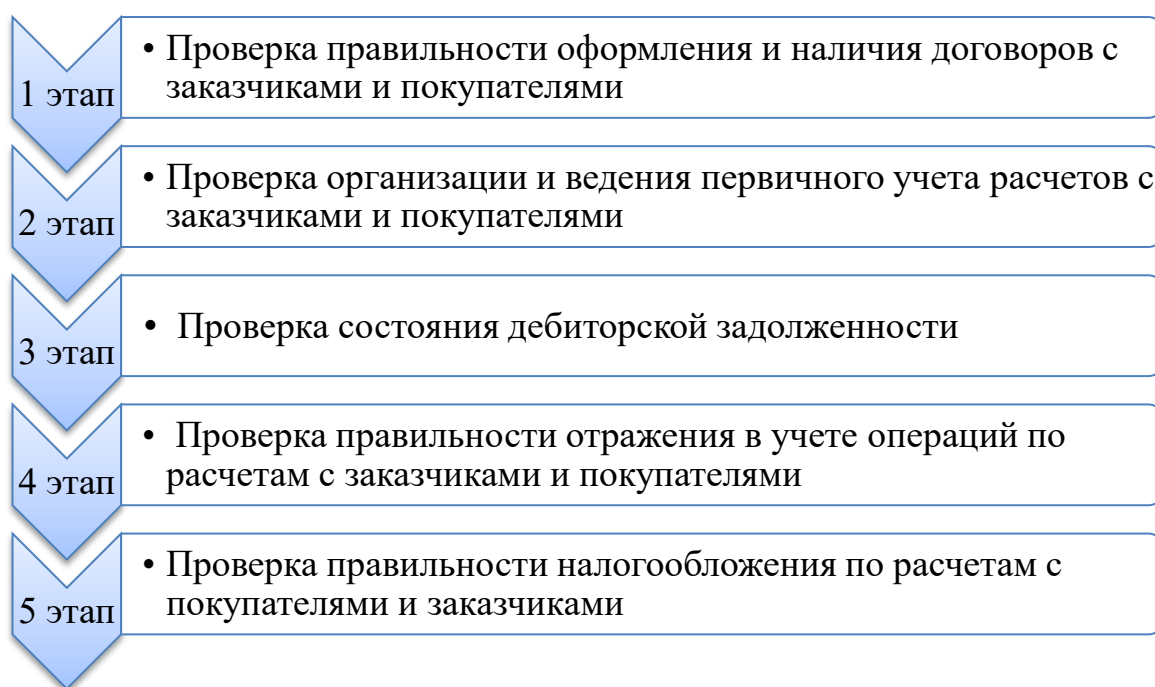 1 этап
• Проверка правильности оформления и наличия договоров с
заказчиками и покупателями
2 этап
• Проверка организации и ведения первичного учета расчетов с
заказчиками и покупателями
3 этап
• Проверка состояния дебиторской задолженности
4 этап
• Проверка правильности отражения в учете операций по
расчетам с заказчиками и покупателями
5 этап
• Проверка правильности налогообложения по расчетам с
покупателями и заказчиками